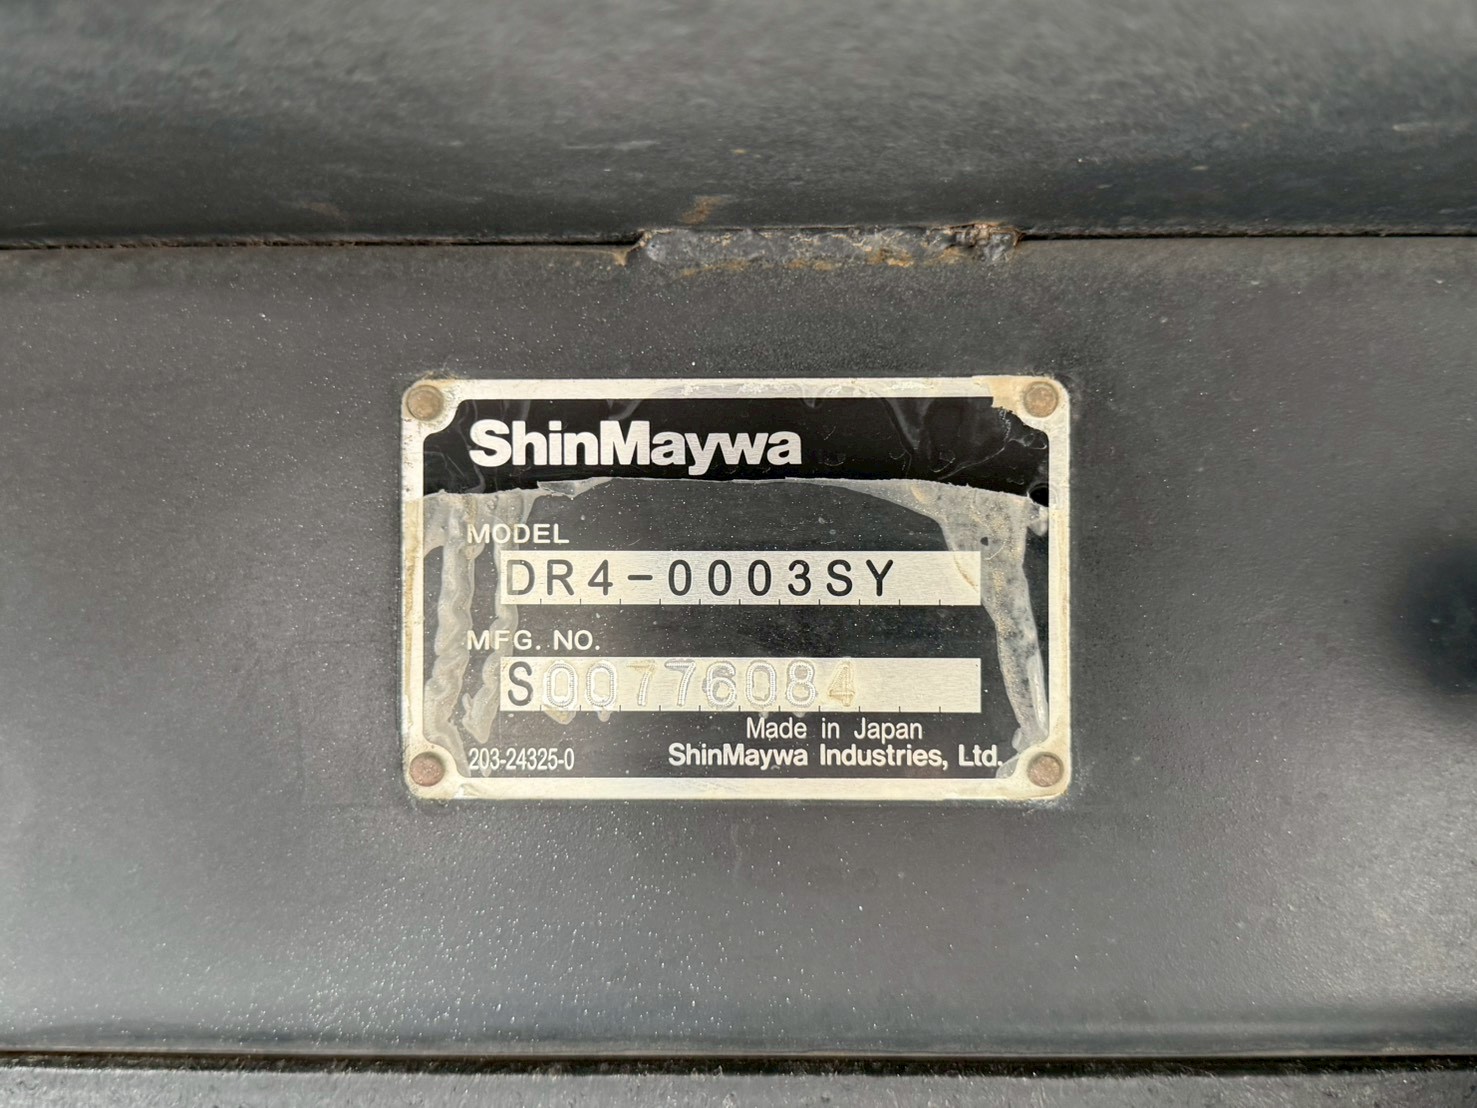 ShinMaywa
MODEL
DR4-0003SY
MFG. NO.
S00776084
Made in Japan
203-24325-0
ShinMaywa Industries, Ltd.